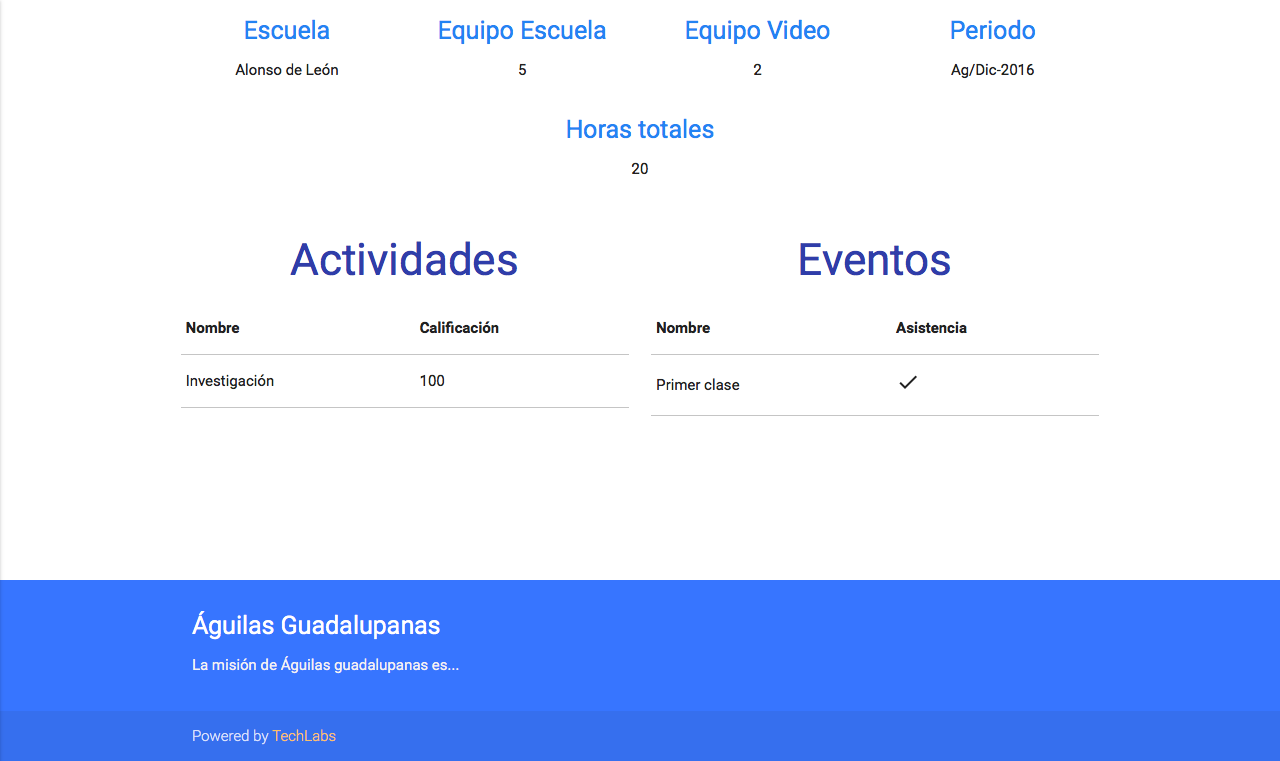 Escuela Equipo Escuela Equipo Video Periodo
Alonso de León 5 2 Ag/Dic-2016
Horas totales
20
Actividades Eventos
Nombre Calificación Nombre Asistencia
Investigación 100 Primer clase ✓
Águilas Guadalupanas
La misión de Águilas guadalupanas es...
Powered by TechLabs